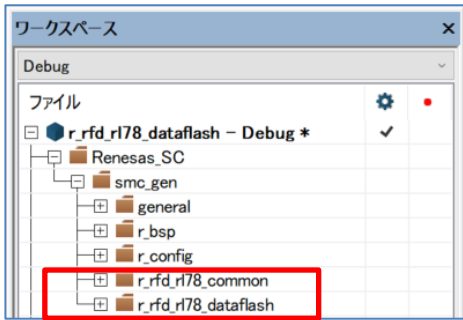 ワークスペース
Debug
ファイル
r_rfd_rl78_dataflash - Debug *
Renesas_SC
smc_gen
general
r_bsp
r_config
r_rfd_rl78_common
r_rfd_rl78_dataflash